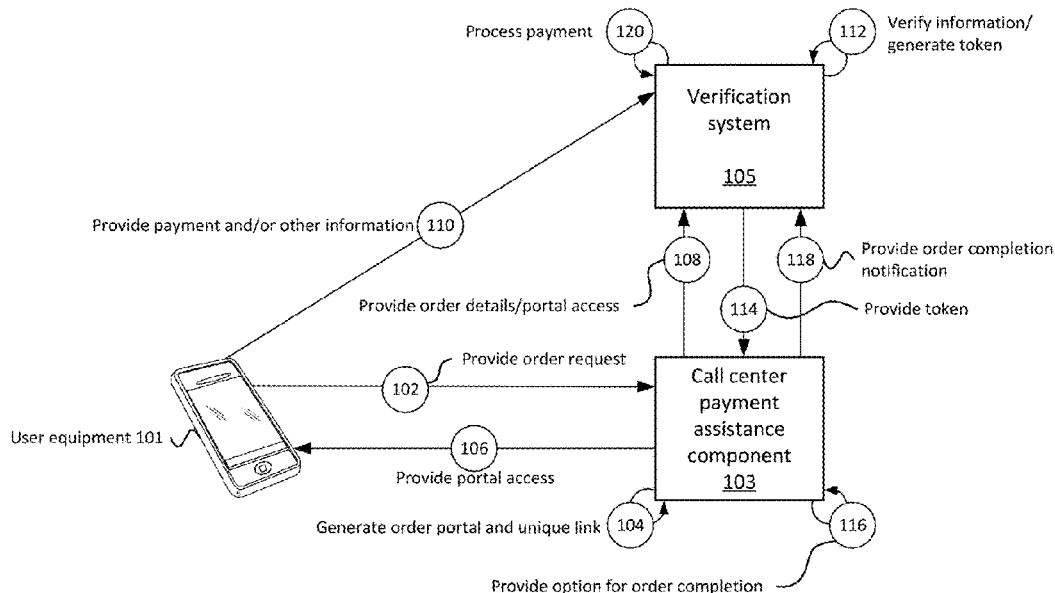 Process payment
120
112
Verify information/
generate token
Verification
system
105
Provide payment and/or other information
110
108
118
Provide order completion
notification
Provide order details/portal access
114
Provide token
Provide order request
102
Call center
payment
assistance
component
103
User equipment 101
106
Provide portal access
Generate order portal and unique link
104
116
Provide option for order completion